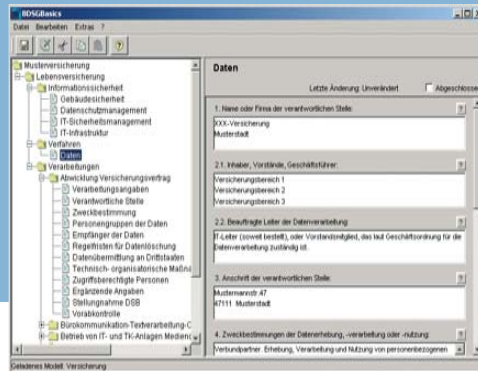 BDSGBasics
Datei Bearbeiten Extras ?
Musterversicherung
Lebensversicherung
Informationssicherheit
Gebäudesicherheit
Datenschutzmanagement
IT-Sicherheitsmanagement
IT-Infrastruktur
Verfahren
Daten
Verarbeitungen
Abwicklung Versicherungsvertrag
Verarbeitungsangaben
Verantwortliche Stelle
Zweckbestimmung
Personengruppen der Daten
Empfänger der Daten
Regelfristen für Datenlöschung
Datenübermittlung an Drittstaaten
Technisch- organisatorische Maßna
Zugriffsberechtigte Personen
Ergänzende Angaben
Stellungnahme DSB
Vorabkontrolle
Bürokommunikation-Textverarbeitung-C
Betrieb von IT- und TK-Anlagen Mediend
Daten
Letzte Änderung: Unverändert
Abgeschlosse
1. Name oder Firma der verantwortlichen Stelle:
XXX-Versicherung
Musterstadt
2.1. Inhaber, Vorstände, Geschäftsführer:
Versicherungsbereich 1
Versicherungsbereich 2
Versicherungsbereich 3
2.2. Beauftragte Leiter der Datenverarbeitung:
IT-Leiter (soweit bestellt), oder Vorstandsmitglied, das laut Geschäftsordnung für die
Datenverarbeitung zuständig ist.
3. Anschrift der verantwortlichen Stelle:
Mustermannstr.47
47111 Musterstadt
4. Zweckbestimmungen der Datenerhebung, -verarbeitung oder -nutzung:
Verbundpartner. Erhebung, Verarbeitung und Nutzung von personenbezogenen
Geladenes Modell: Versicherung